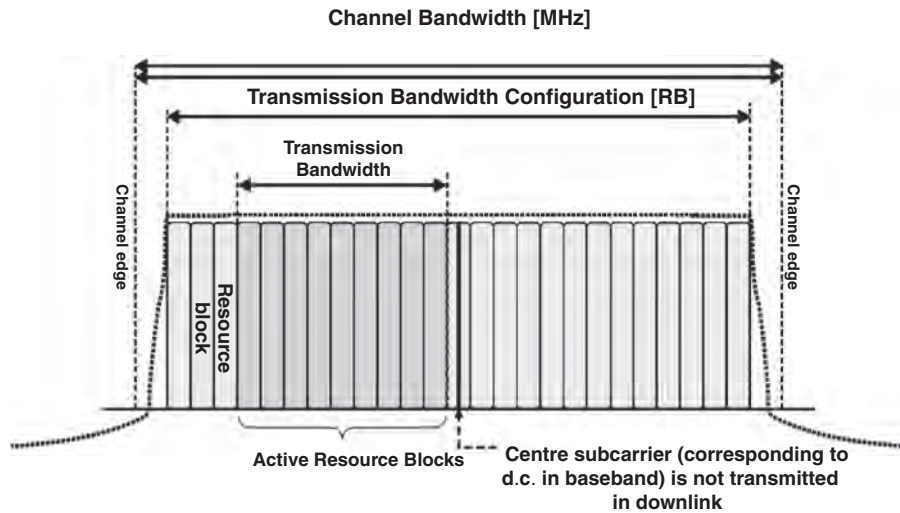 Channel Bandwidth [MHz]
Transmission Bandwidth Configuration [RB]
Transmission
Bandwidth
Channel edge
Channel edge
Resource
block
Active Resource Blocks
Centre subcarrier (corresponding to
d.c. in baseband) is not transmitted
in downlink